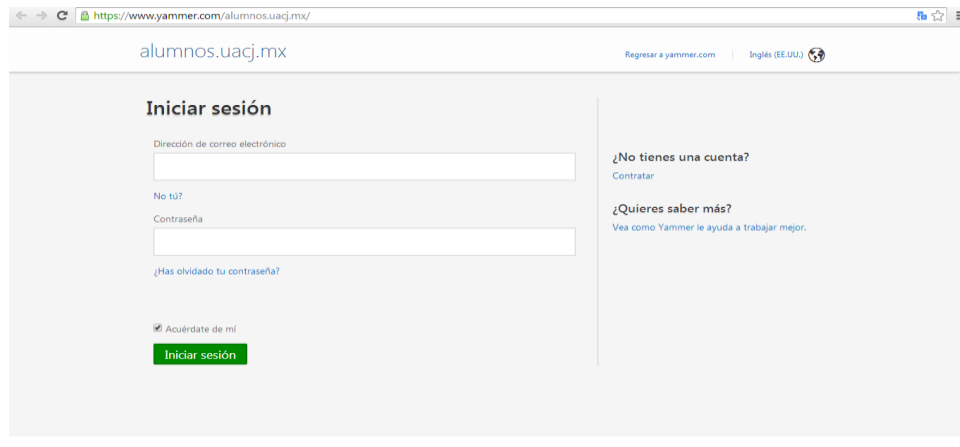 https://www.yammer.com/alumnos.uacj.mx/
alumnos.uacj.mx
Regresar a yammer.com
Inglés (EE.UU.)
Iniciar sesión
Dirección de correo electrónico
No tú?
Contraseña
¿Has olvidado tu contraseña?
Acuérdate de mí
Iniciar sesión
¿No tienes una cuenta?
Contratar
¿Quieres saber más?
Vea como Yammer le ayuda a trabajar mejor.